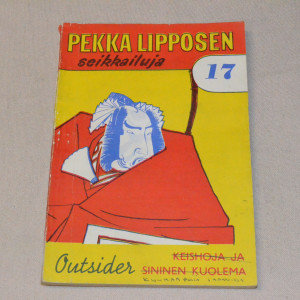 PEKKA LIPPOSEN
seikkailuja
17
Outsider
KEISHOJA JA
SININEN KUOLEMA